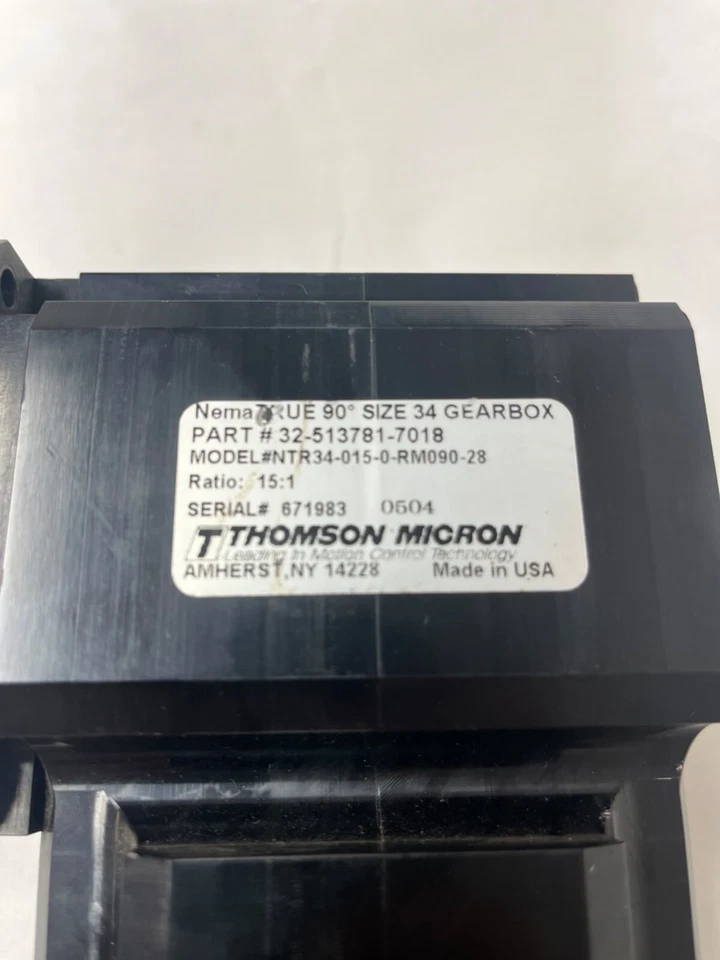 NemaTRUE 90° SIZE 34 GEARBOX
PART # 32-513781-7018
MODEL#NTR34-015-0-RM090-28
Ratio: 15:1
SERIAL# 671983 0504
T THOMSON MICRON
Leading In Motion Control Technology
AMHERST, NY 14228 Made in USA